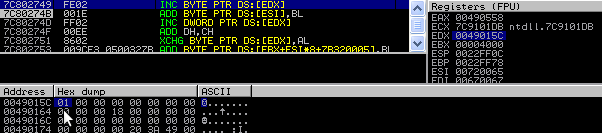 7C802749 FE02 INC BYTE PTR DS:[EDX]
7C80274B 001E ADD BYTE PTR DS:[ESI],BL
7C80274D FF02 INC DWORD PTR DS:[EDX]
7C80274F 00EE ADD DH,CH
7C802751 8602 XCHG BYTE PTR DS:[EDX],AL
7C802753 009CF3 0500327B ADD BYTE PTR DS:[EBX+ESI*8+7B320005],BL
Registers (FPU)
EAX 00490558
ECX 7C9101DB ntdll.7C9101DB
EDX 0049015C
EBX 00004000
ESP 0022FF0C
EBP 0022FF78
ESI 00720065
EDI 00670067
Address Hex dump ASCII
0049015C 01 00 00 00 00 00 00 00 0.......
00490164 00 00 00 18 00 00 00 00
0049016C 00 00 00 00 00 00 00 00 ........
00490174 00 00 00 00 20 3A 49 00 .... :I.